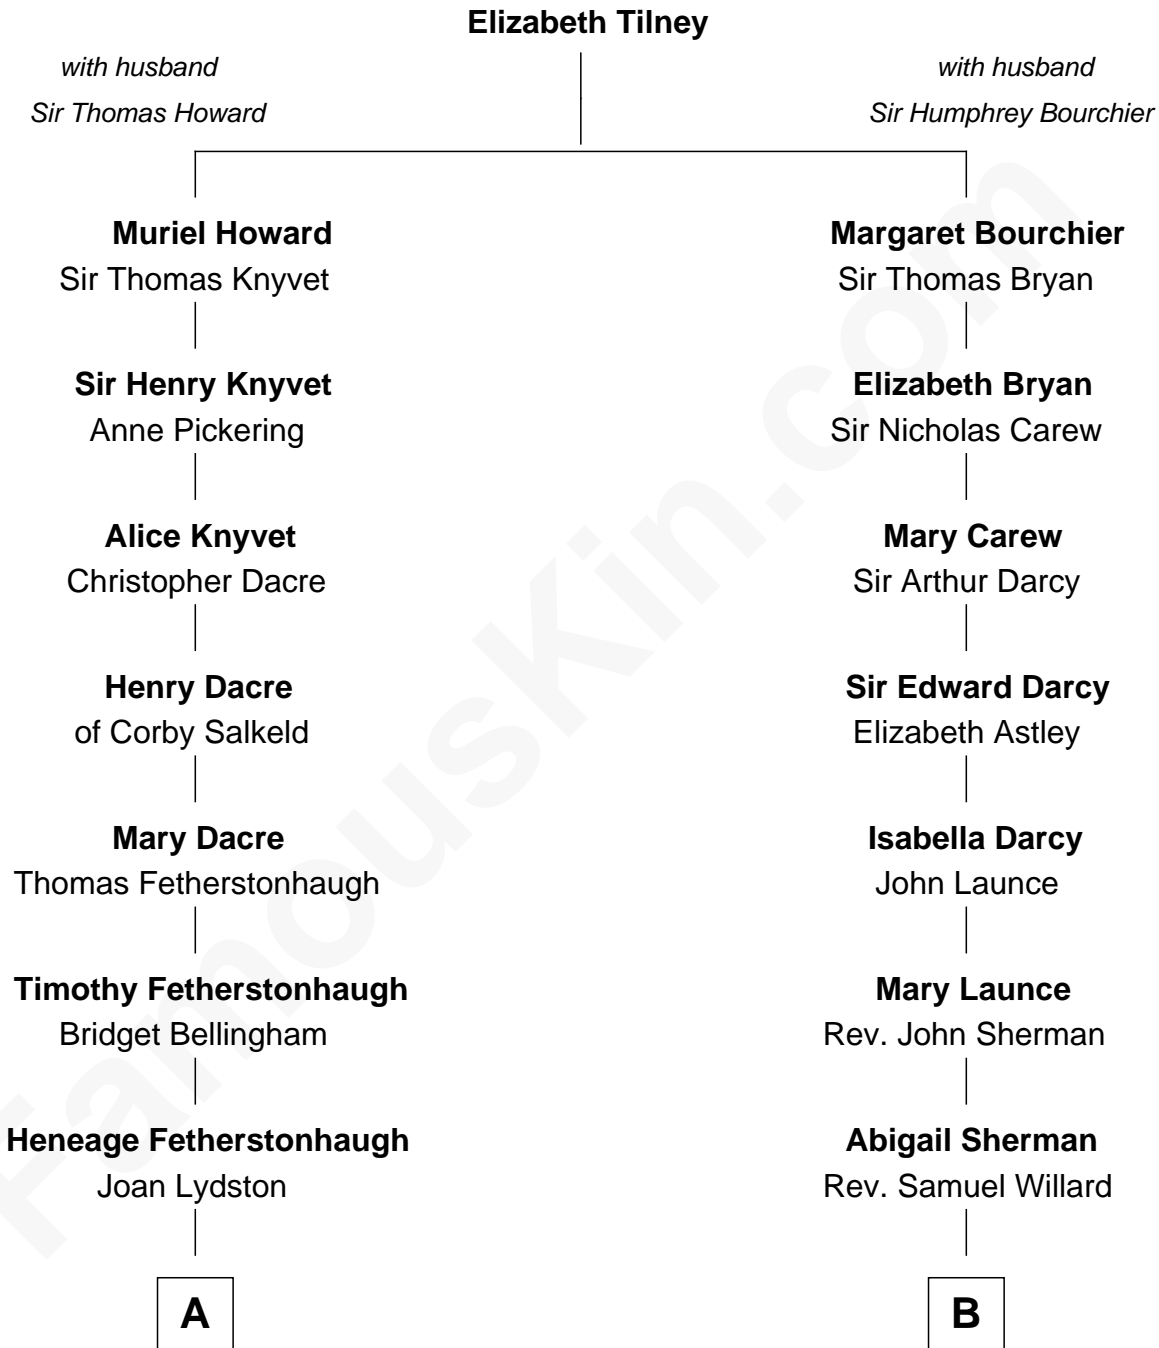 Elizabeth Tilney
with husband
Sir Thomas Howard
with husband
Sir Humphrey Bourchier
Muriel Howard
Sir Thomas Knyvet
Margaret Bourchier
Sir Thomas Bryan
Sir Henry Knyvet
Anne Pickering
Elizabeth Bryan
Sir Nicholas Carew
Alice Knyvet
Christopher Dacre
Mary Carew
Sir Arthur Darcy
Henry Dacre
of Corby Salkeld
Sir Edward Darcy
Elizabeth Astley
Mary Dacre
Thomas Fetherstonhaugh
Isabella Darcy
John Launce
Timothy Fetherstonhaugh
Bridget Bellingham
Mary Launce
Rev. John Sherman
Heneage Fetherstonhaugh
Joan Lydston
Abigail Sherman
Rev. Samuel Willard
A
B
FamousKin.com